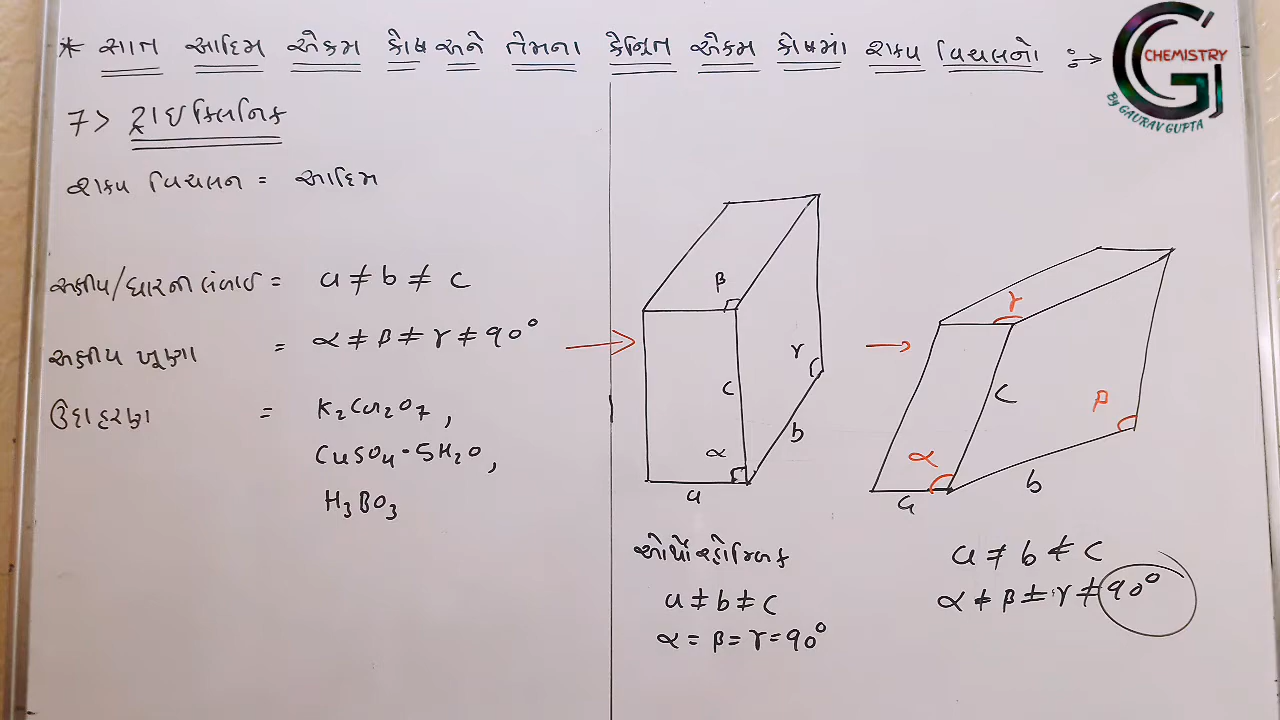 * સાત આદિમ એકમ કોષ અને તેમના કેન્દ્રિત એકમ કોષમાં શક્ય વિચલનો :->
7> ટ્રાઇક્લિનિક
શક્ય વિચલન = આદિમ
અક્ષીય/ધારની લંબાઇ = a ≠ b ≠ c
અક્ષીય ખૂણા = α ≠ β ≠ γ ≠ 90°
ઉદાહરણ = K₂Cr₂O₇,
CuSO₄·5H₂O,
H₃BO₃
β
γ
c
α
b
a
ઓર્થોરહોમ્બિક
a ≠ b ≠ c
α = β = γ = 90°
γ
c
β
α
b
a
a ≠ b ≠ c
α ≠ β ≠ γ ≠ 90°
CHEMISTRY
G
By GAURAV GUPTA